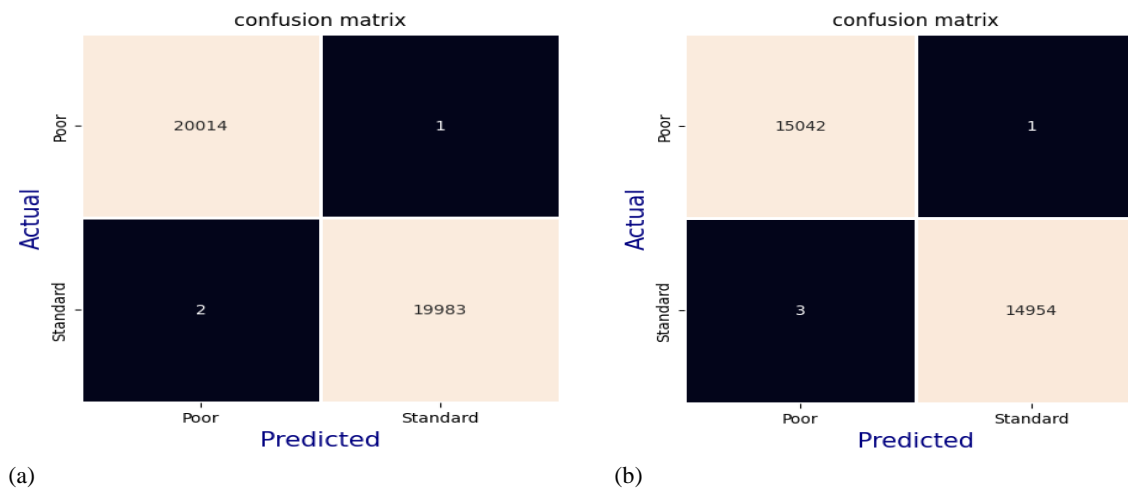 confusion matrix
Poor
20014
1
Actual
Standard
2
19983
Poor
Standard
Predicted
(a)
confusion matrix
Poor
15042
1
Actual
Standard
3
14954
Poor
Standard
Predicted
(b)